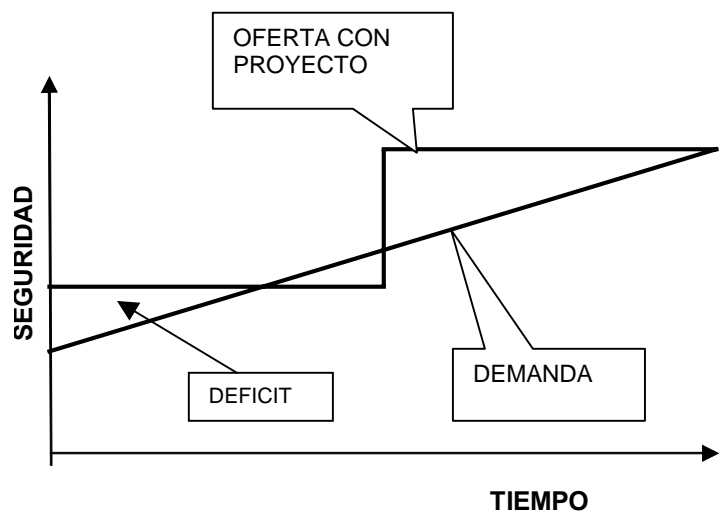 OFERTA CON
PROYECTO
SEGURIDAD
DEMANDA
DEFICIT
TIEMPO